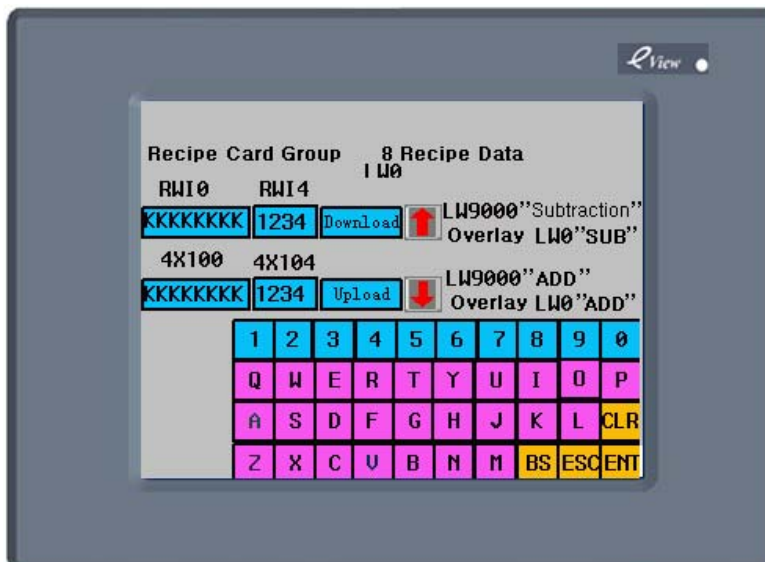 eView
Recipe Card Group 8 Recipe Data
LW0
RWI0 RWI4
KKKKKKKK 1234 Download LW9000"Subtraction"
Overlay LW0"SUB"
4X100 4X104
KKKKKKKK 1234 Upload LW9000"ADD"
Overlay LW0"ADD"
1 2 3 4 5 6 7 8 9 0
Q W E R T Y U I O P
A S D F G H J K L CLR
Z X C V B N M BS ESC ENT